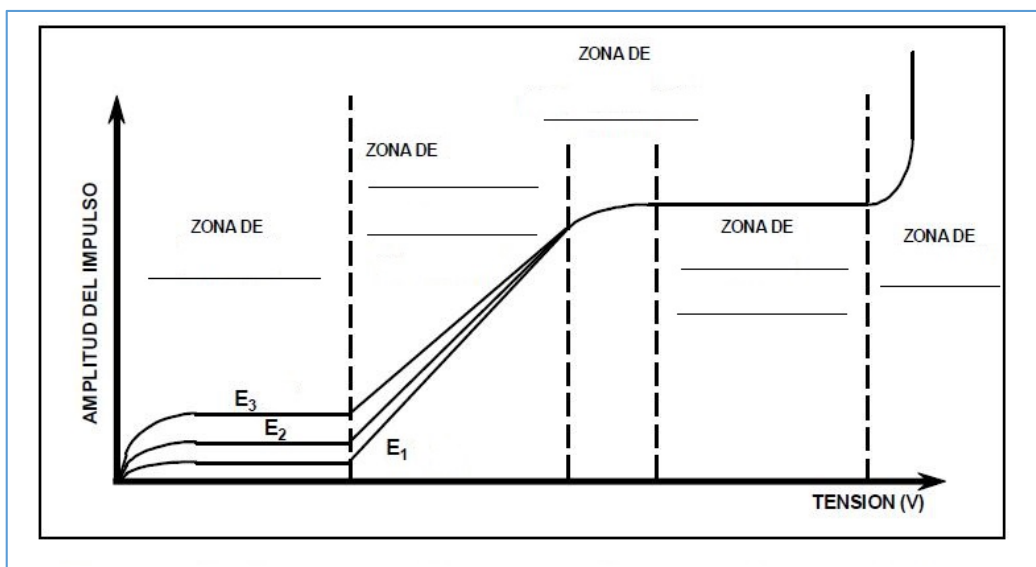 ZONA DE
ZONA DE
ZONA DE
ZONA DE
ZONA DE
AMPLITUD DEL IMPULSO
E3
E2
E1
TENSION (V)